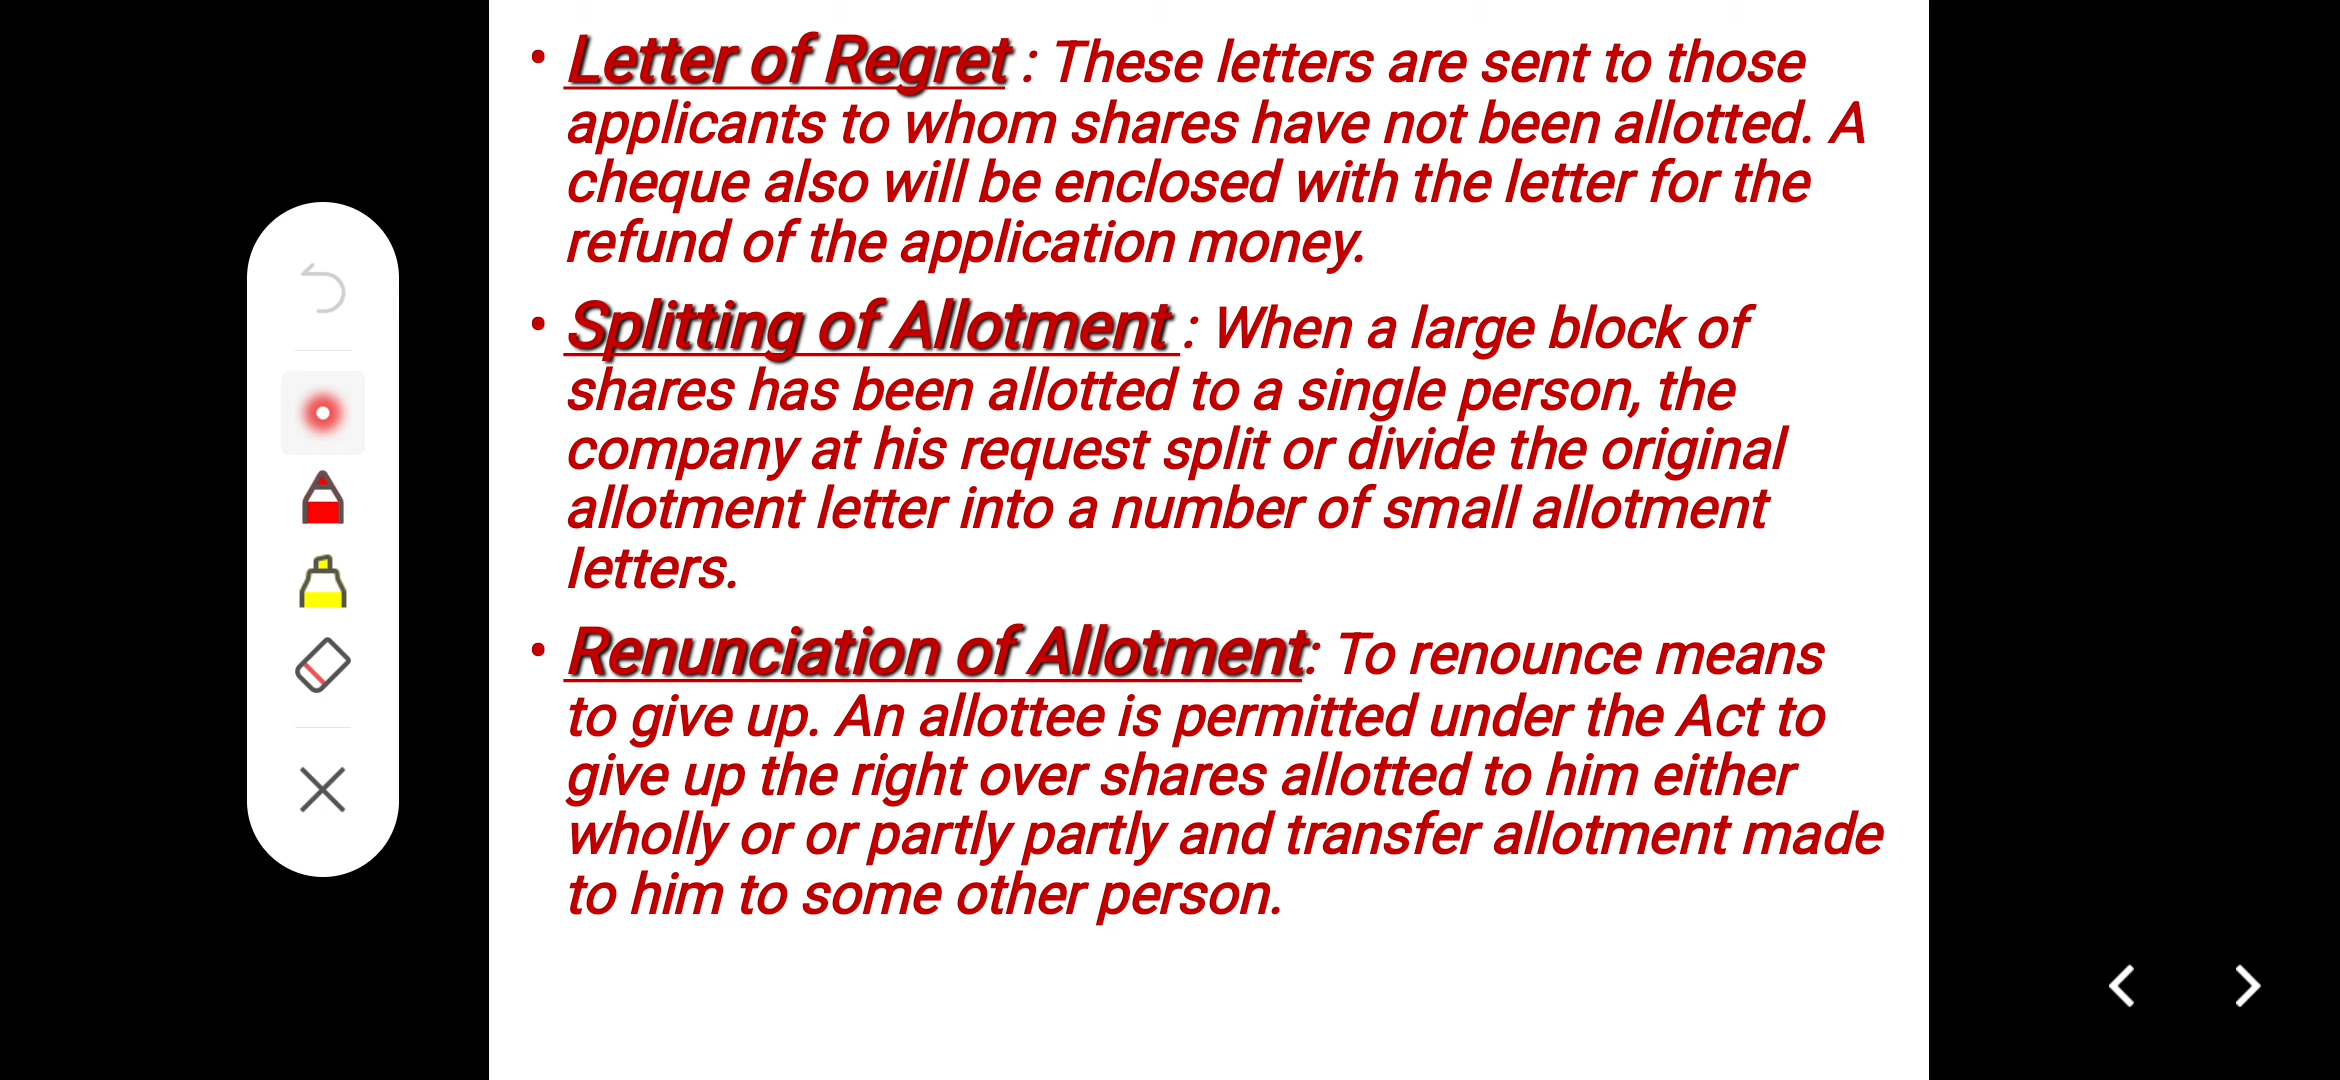 • Letter of Regret : These letters are sent to those
applicants to whom shares have not been allotted. A
cheque also will be enclosed with the letter for the
refund of the application money.
• Splitting of Allotment : When a large block of
shares has been allotted to a single person, the
company at his request split or divide the original
allotment letter into a number of small allotment
letters.
• Renunciation of Allotment: To renounce means
to give up. An allottee is permitted under the Act to
give up the right over shares allotted to him either
wholly or or partly partly and transfer allotment made
to him to some other person.